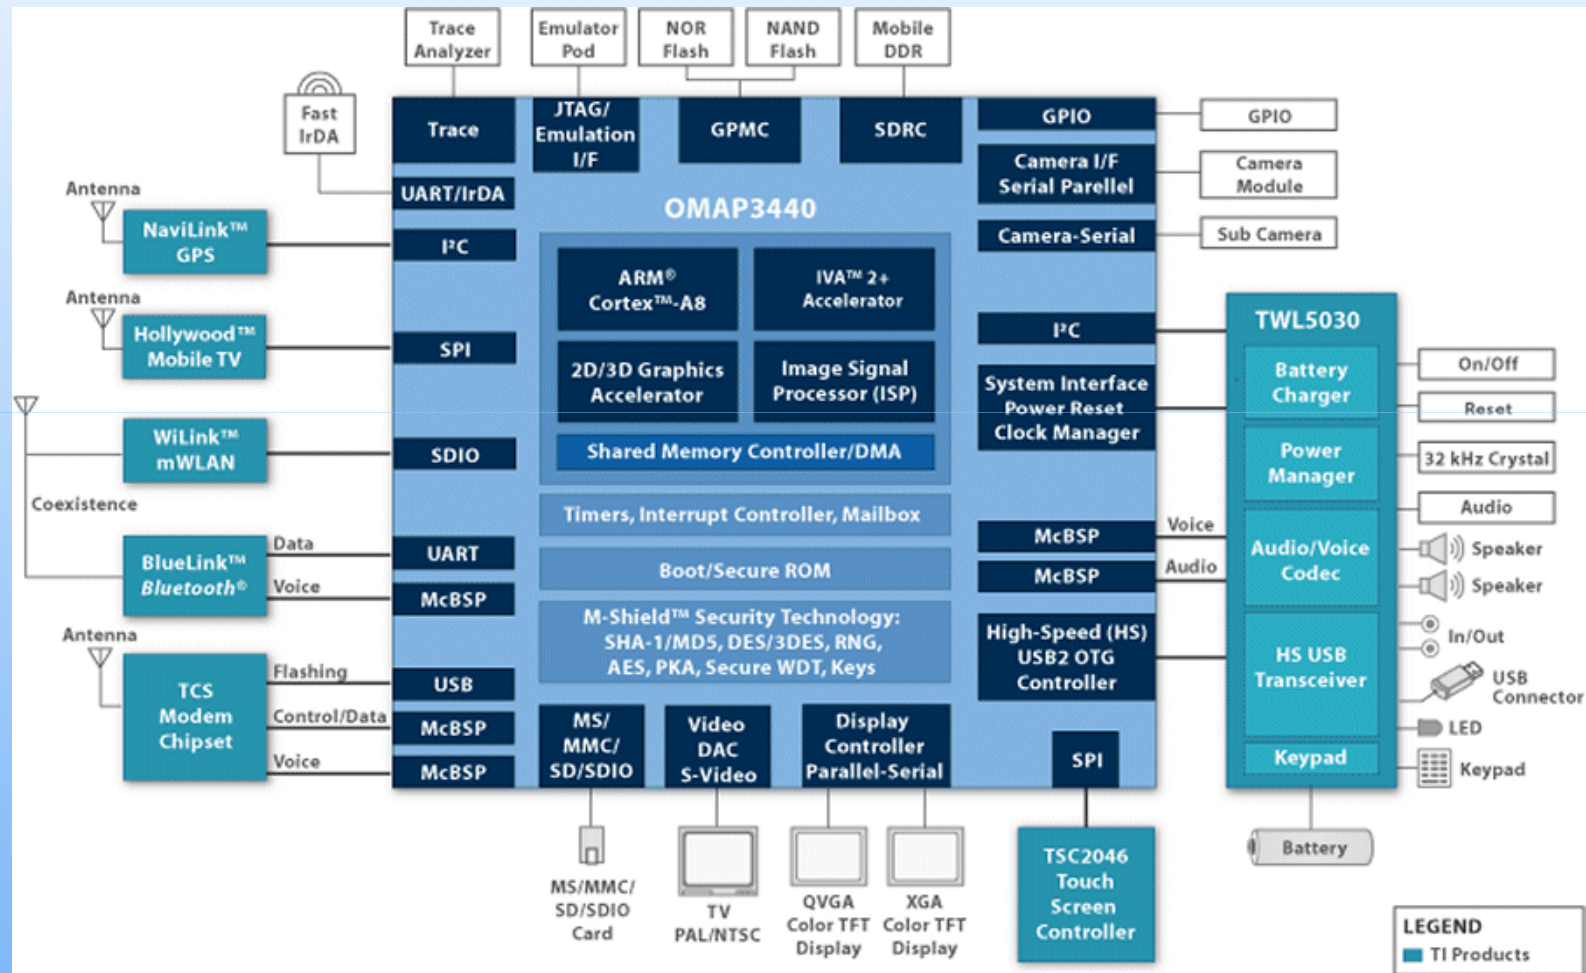 Trace
Analyzer
Emulator
Pod
NOR
Flash
NAND
Flash
Mobile
DDR
Fast
IrDA
Trace
JTAG/
Emulation
I/F
GPMC
SDRC
GPIO
GPIO
Camera I/F
Serial Parellel
Camera
Module
UART/IrDA
OMAP3440
Antenna
NaviLink™
GPS
I²C
Camera-Serial
Sub Camera
ARM®
Cortex™-A8
IVA™ 2+
Accelerator
Antenna
Hollywood™
Mobile TV
SPI
2D/3D Graphics
Accelerator
Image Signal
Processor (ISP)
I²C
System Interface
Power Reset
Clock Manager
TWL5030
Battery
Charger
On/Off
Reset
WiLink™
mWLAN
SDIO
Shared Memory Controller/DMA
Power
Manager
32 kHz Crystal
Coexistence
Timers, Interrupt Controller, Mailbox
McBSP
Voice
Audio
BlueLink™
Bluetooth®
Data
Voice
UART
McBSP
Boot/Secure ROM
McBSP
Audio
Audio/Voice
Codec
Speaker
Speaker
M-Shield™ Security Technology:
SHA-1/MD5, DES/3DES, RNG,
AES, PKA, Secure WDT, Keys
High-Speed (HS)
USB2 OTG
Controller
HS USB
Transceiver
In/Out
USB
Connector
LED
Antenna
TCS
Modem
Chipset
Flashing
Control/Data
Voice
USB
McBSP
McBSP
MS/
MMC/
SD/SDIO
Video
DAC
S-Video
Display
Controller
Parallel-Serial
SPI
Keypad
Keypad
MS/MMC/
SD/SDIO
Card
TV
PAL/NTSC
QVGA
Color TFT
Display
XGA
Color TFT
Display
TSC2046
Touch
Screen
Controller
Battery
LEGEND
TI Products